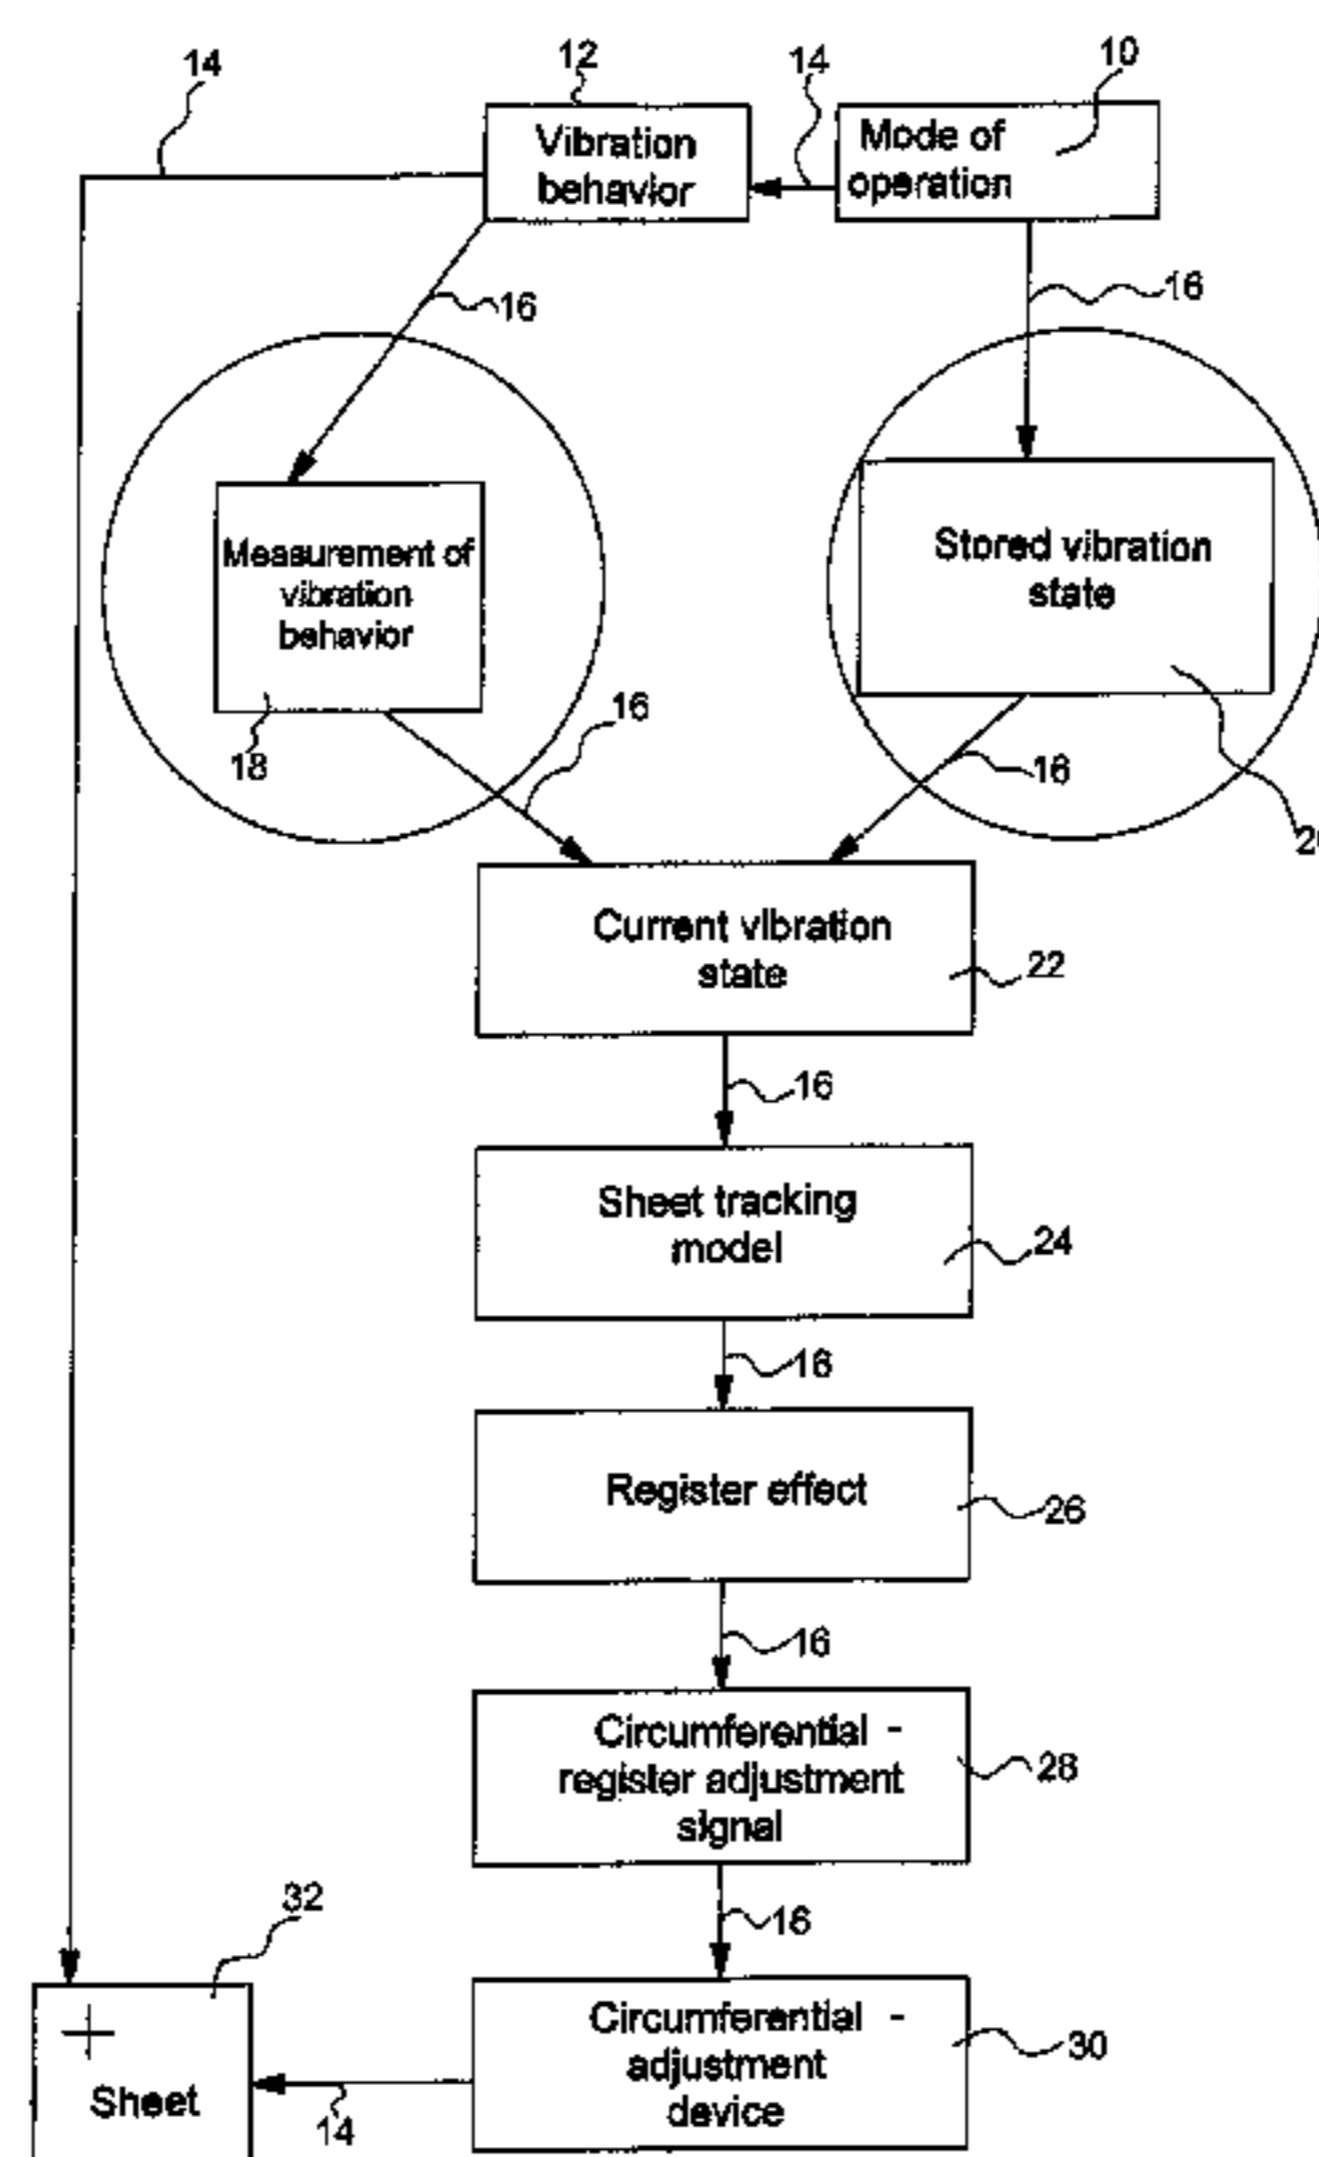 14
12
14
10
Vibration
behavior
Mode of
operation
16
16
Measurement of
vibration
behavior
18
Stored vibration
state
16
16
Current vibration
state
22
16
Sheet tracking
model
24
16
Register effect
26
16
Circumferential -
register adjustment
signal
28
16
32
Circumferential -
adjustment
device
30
Sheet
14